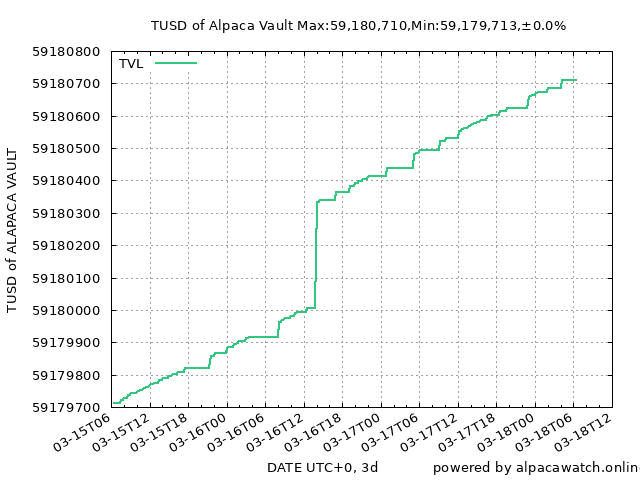 TUSD of Alpaca Vault Max:59,180,710,Min:59,179,713,±0.0%
TVL
59180800
59180700
59180600
59180500
59180400
59180300
59180200
59180100
59180000
59179900
59179800
59179700
TUSD of ALAPACA VAULT
03-15T06
03-15T12
03-15T18
03-16T00
03-16T06
03-16T12
03-16T18
03-17T00
03-17T06
03-17T12
03-17T18
03-18T00
03-18T06
03-18T12
DATE UTC+0, 3d
powered by alpacawatch.online